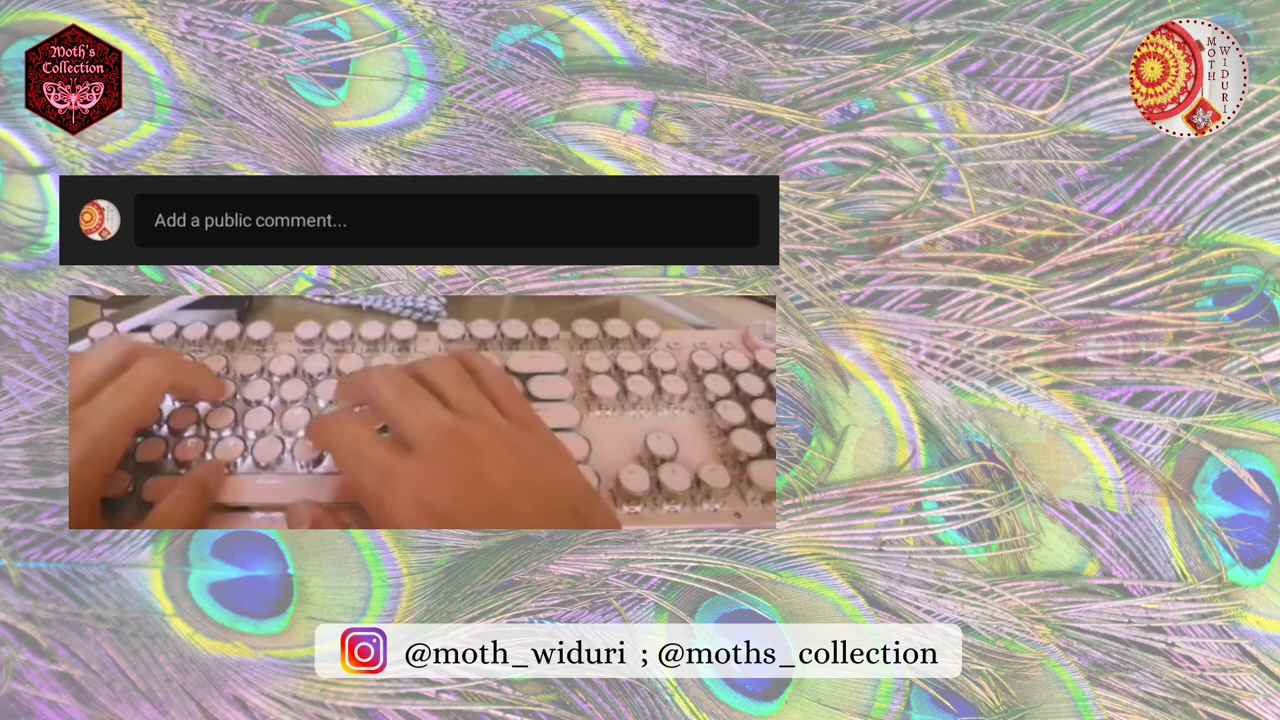 Moth's
Collection
MOTH
WIDURI
Add a public comment...
@moth_widuri ; @moths_collection